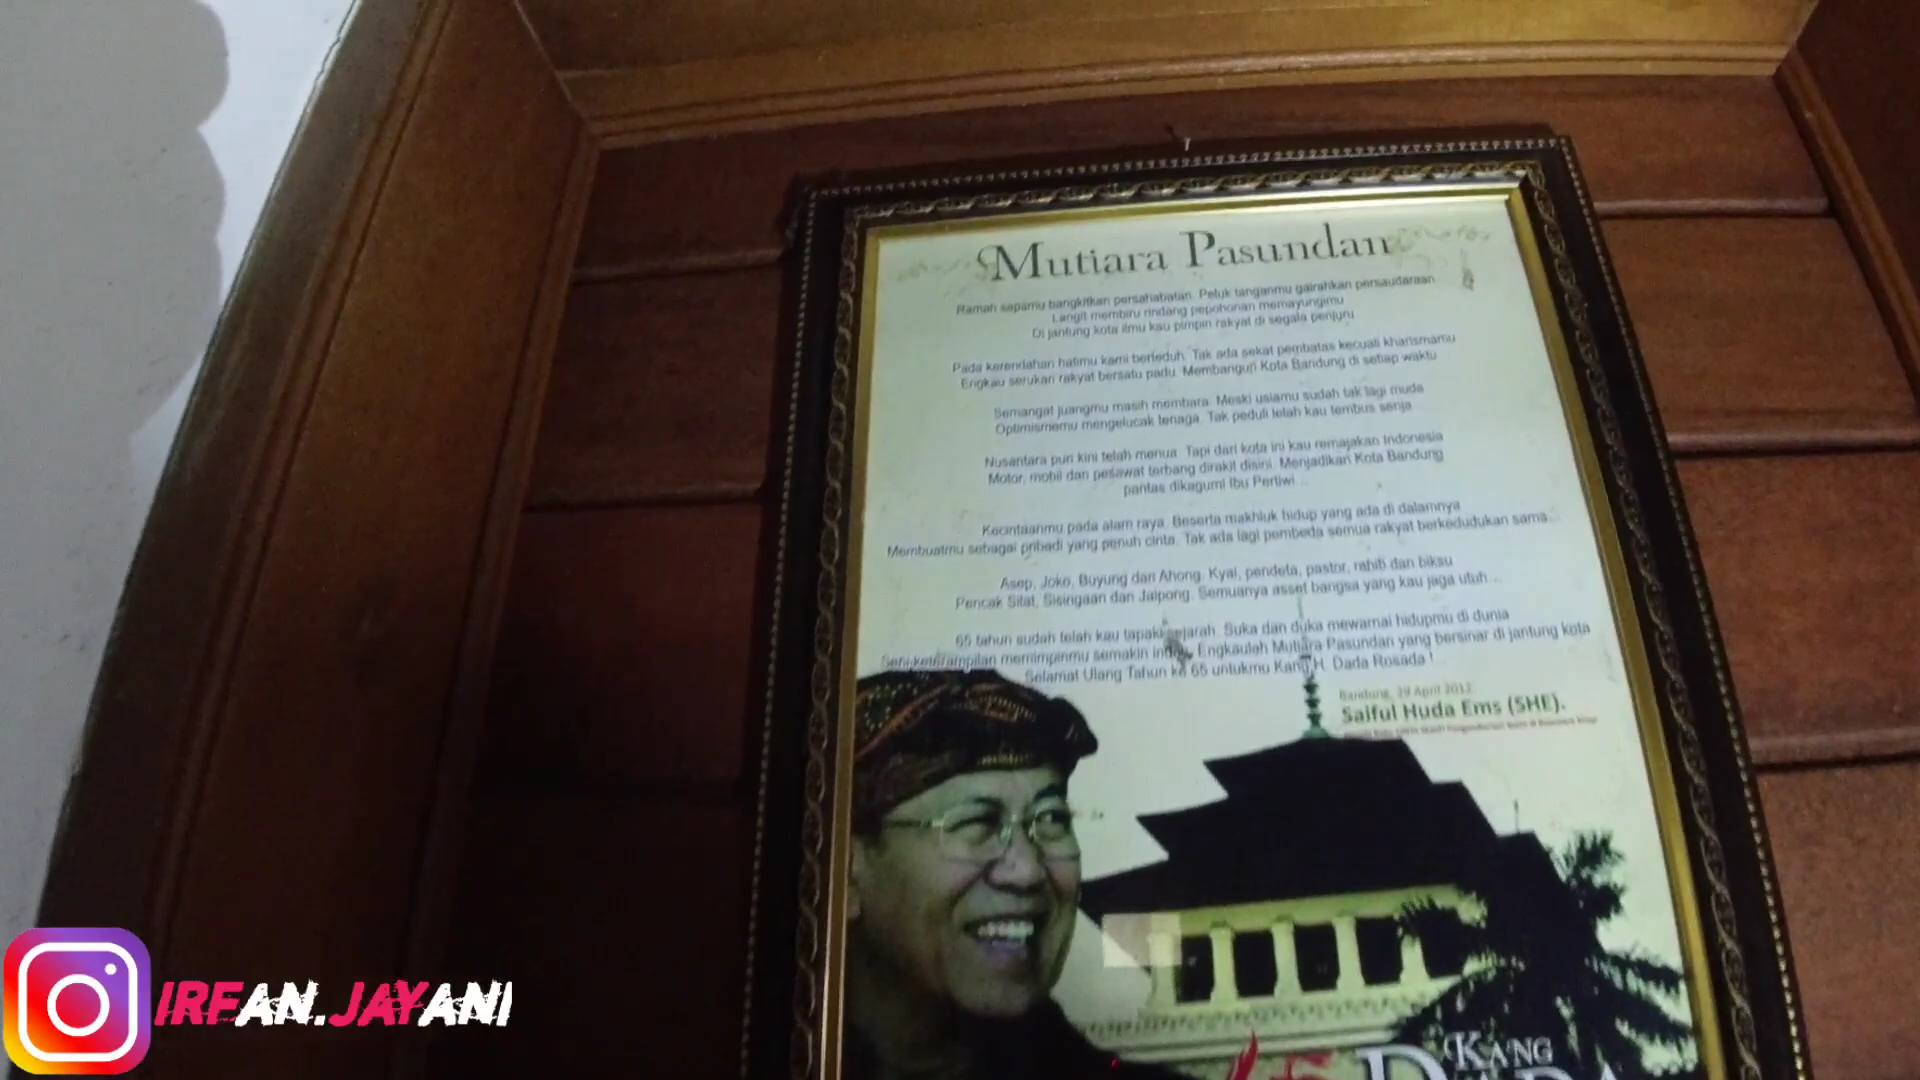 Mutiara Pasundan
Ramah sapamu bangkitkan persahabatan. Peluk tanganmu gairahkan persaudaraan
Langit membiru rindang pepohonan memayungimu
Di jantung kota ilmu kau pimpin rakyat di segala penjuru
Pada kerendahan hatimu kami berteduh. Tak ada sekat pembatas kecuali kharismamu
Engkau serukan rakyat bersatu padu. Membangun Kota Bandung di setiap waktu
Semangat juangmu masih membara. Meski usiamu sudah tak lagi muda
Optimismemu mengelucak tenaga. Tak peduli lelah kau tembus senja
Nusantara pun kini telah menua. Tapi dari kota ini kau remajakan Indonesia
Motor, mobil dan pesawat terbang dirakit disini. Menjadikan Kota Bandung
pantas dikagumi Ibu Pertiwi...
Kecintaanmu pada alam raya. Beserta makhluk hidup yang ada di dalamnya
Membuatmu sebagai pribadi yang penuh cinta. Tak ada lagi pembeda semua rakyat berkedudukan sama...
Asep, Joko, Buyung dan Ahong. Kyai, pendeta, pastor, rahib dan biksu
Pencak Silat, Sisingaan dan Jaipong. Semuanya asset bangsa yang kau jaga utuh ...
65 tahun sudah telah kau tapaki sejarah. Suka dan duka mewarnai hidupmu di dunia
Seni keterampilan memimpinmu semakin Engkaulah Mutiara Pasundan yang bersinar di jantung kota
Selamat Ulang Tahun ke 65 untukmu Kang H. Dada Rosada !
Bandung, 29 April 2012
Saiful Huda Ems (SHE).
KANG
IRFAN.JAYANI